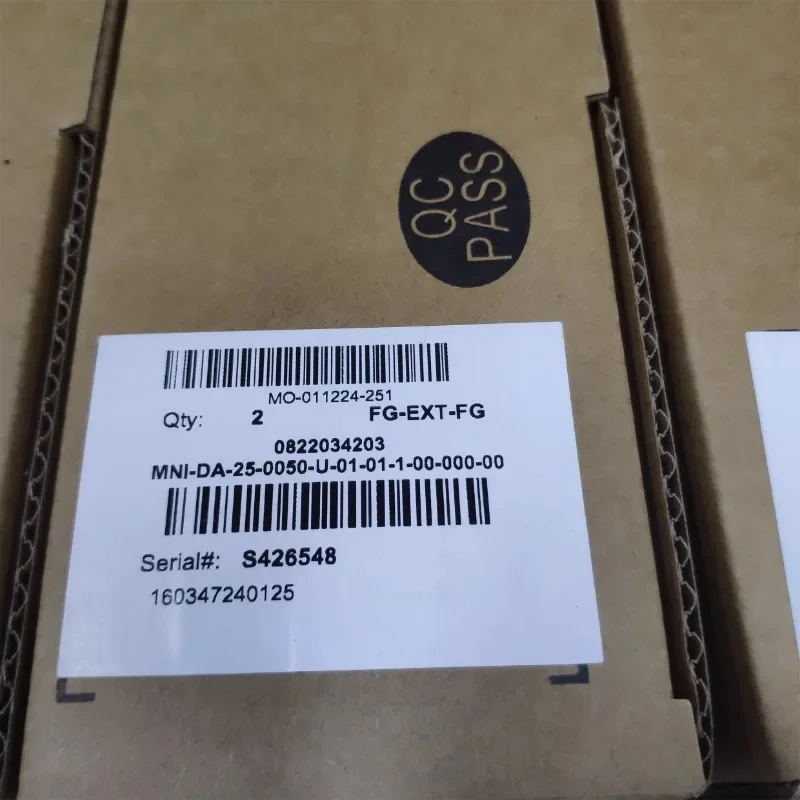 QC
PASS
MO-011224-251
Qty: 2 FG-EXT-FG
0822034203
MNI-DA-25-0050-U-01-01-1-00-000-00
Serial#: S426548
160347240125